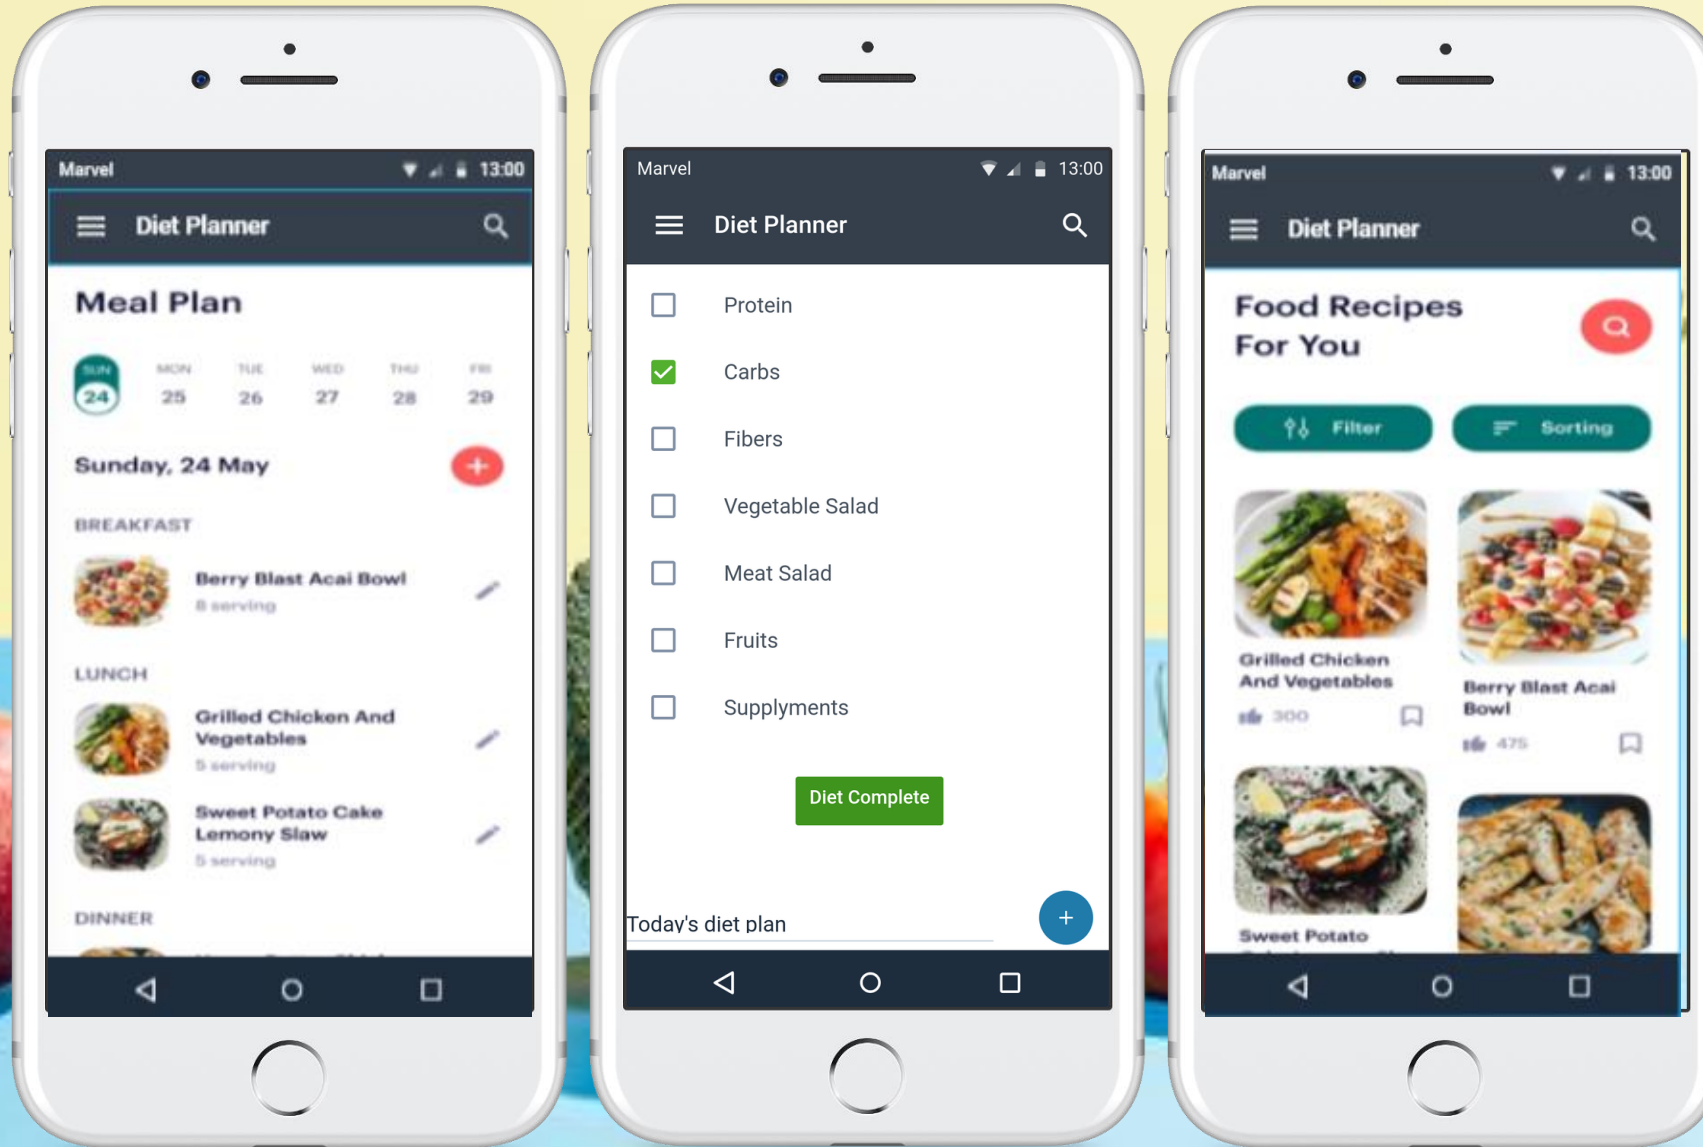 Marvel 13:00
Diet Planner
Meal Plan
SUN MON TUE WED THU FRI
24 25 26 27 28 29
Sunday, 24 May
BREAKFAST
Berry Blast Acai Bowl
8 serving
LUNCH
Grilled Chicken And
Vegetables
5 serving
Sweet Potato Cake
Lemony Slaw
5 serving
DINNER
Marvel 13:00
Diet Planner
Protein
Carbs
Fibers
Vegetable Salad
Meat Salad
Fruits
Supplyments
Diet Complete
Today's diet plan
Marvel 13:00
Diet Planner
Food Recipes
For You
Filter Sorting
Grilled Chicken
And Vegetables
300
Berry Blast Acai
Bowl
475
Sweet Potato